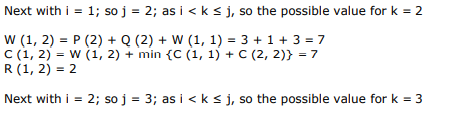 Next with i = 1; so j = 2; as i < k ≤ j, so the possible value for k = 2
W (1, 2) = P (2) + Q (2) + W (1, 1) = 3 + 1 + 3 = 7
C (1, 2) = W (1, 2) + min {C (1, 1) + C (2, 2)} = 7
R (1, 2) = 2
Next with i = 2; so j = 3; as i < k ≤ j, so the possible value for k = 3